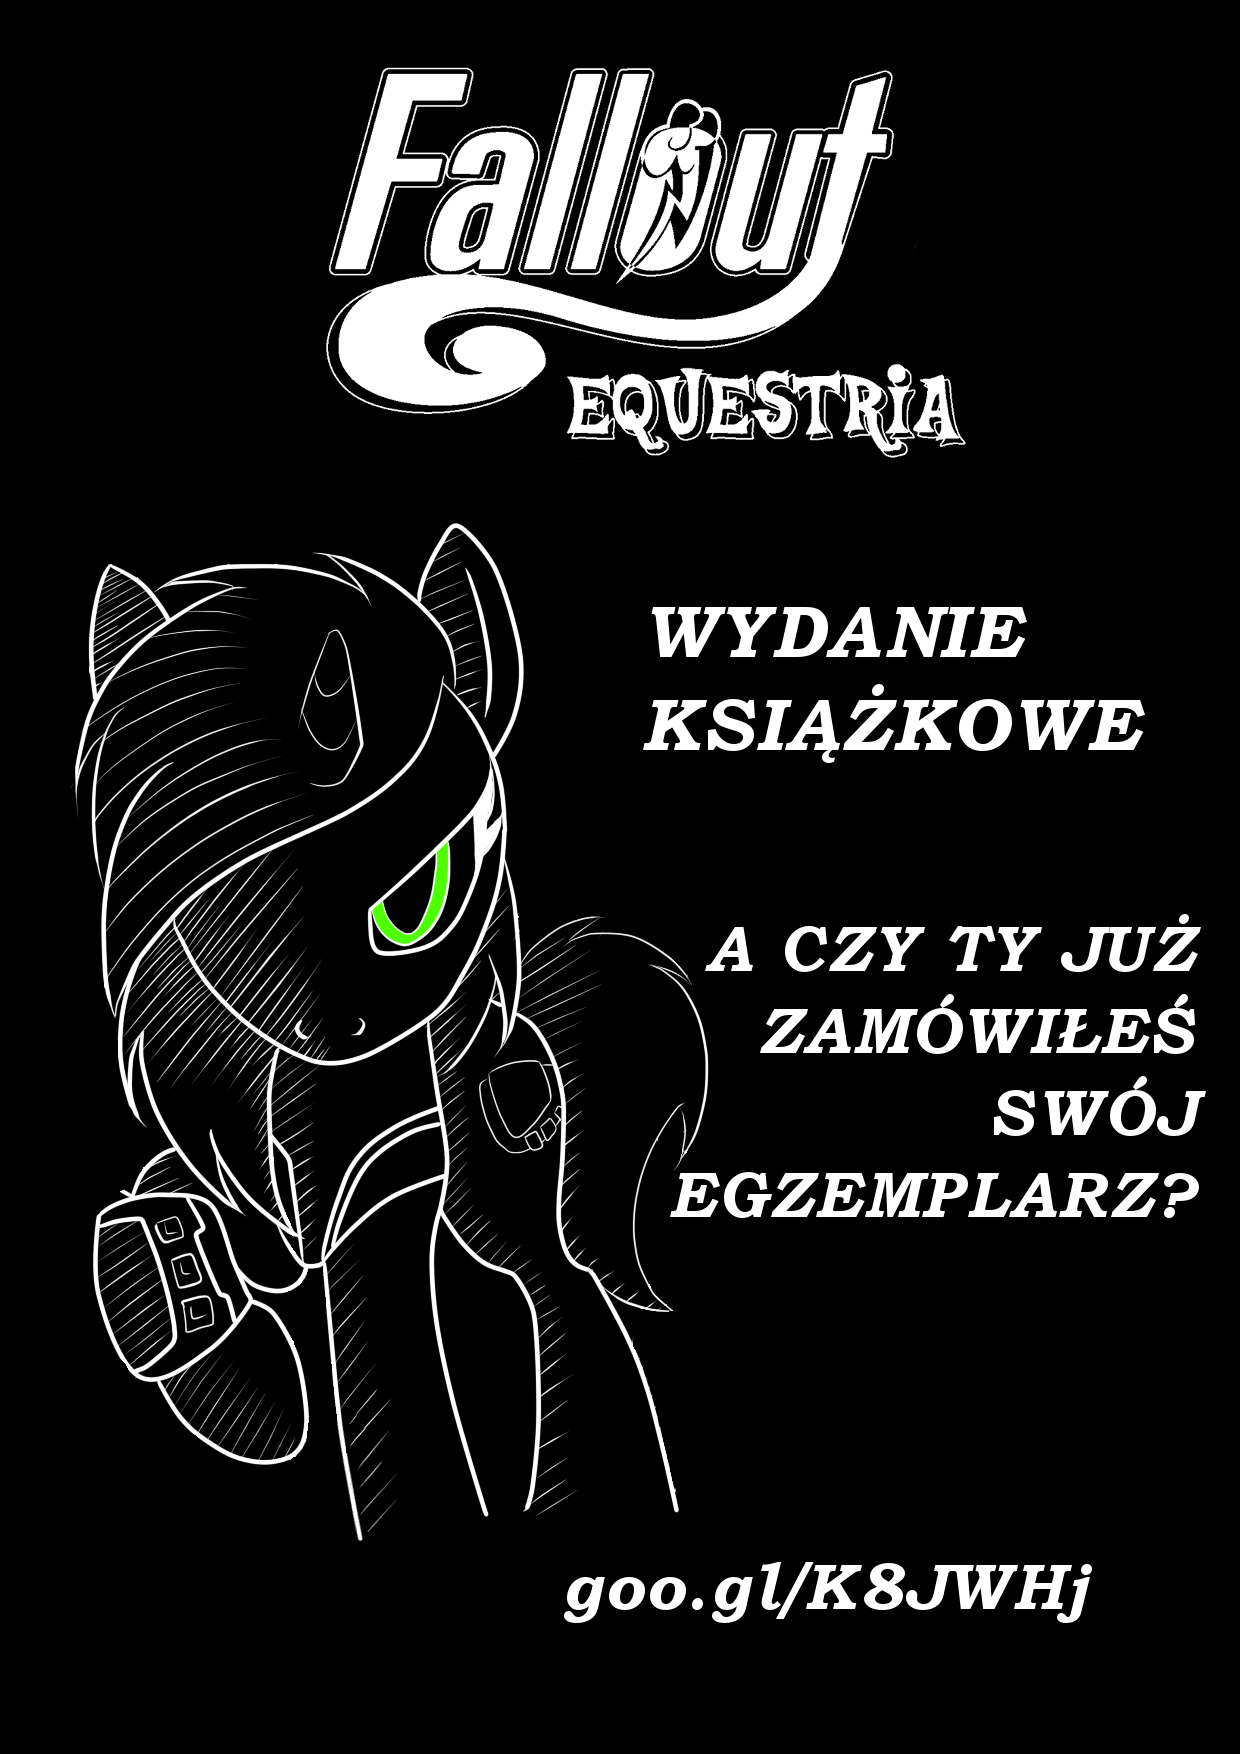 Fallout
EQUESTRiA
WYDANIE
KSIĄŻKOWE
A CZY TY JUŻ
ZAMÓWIŁEŚ
SWÓJ
EGZEMPLARZ?
goo.gl/K8JWHj